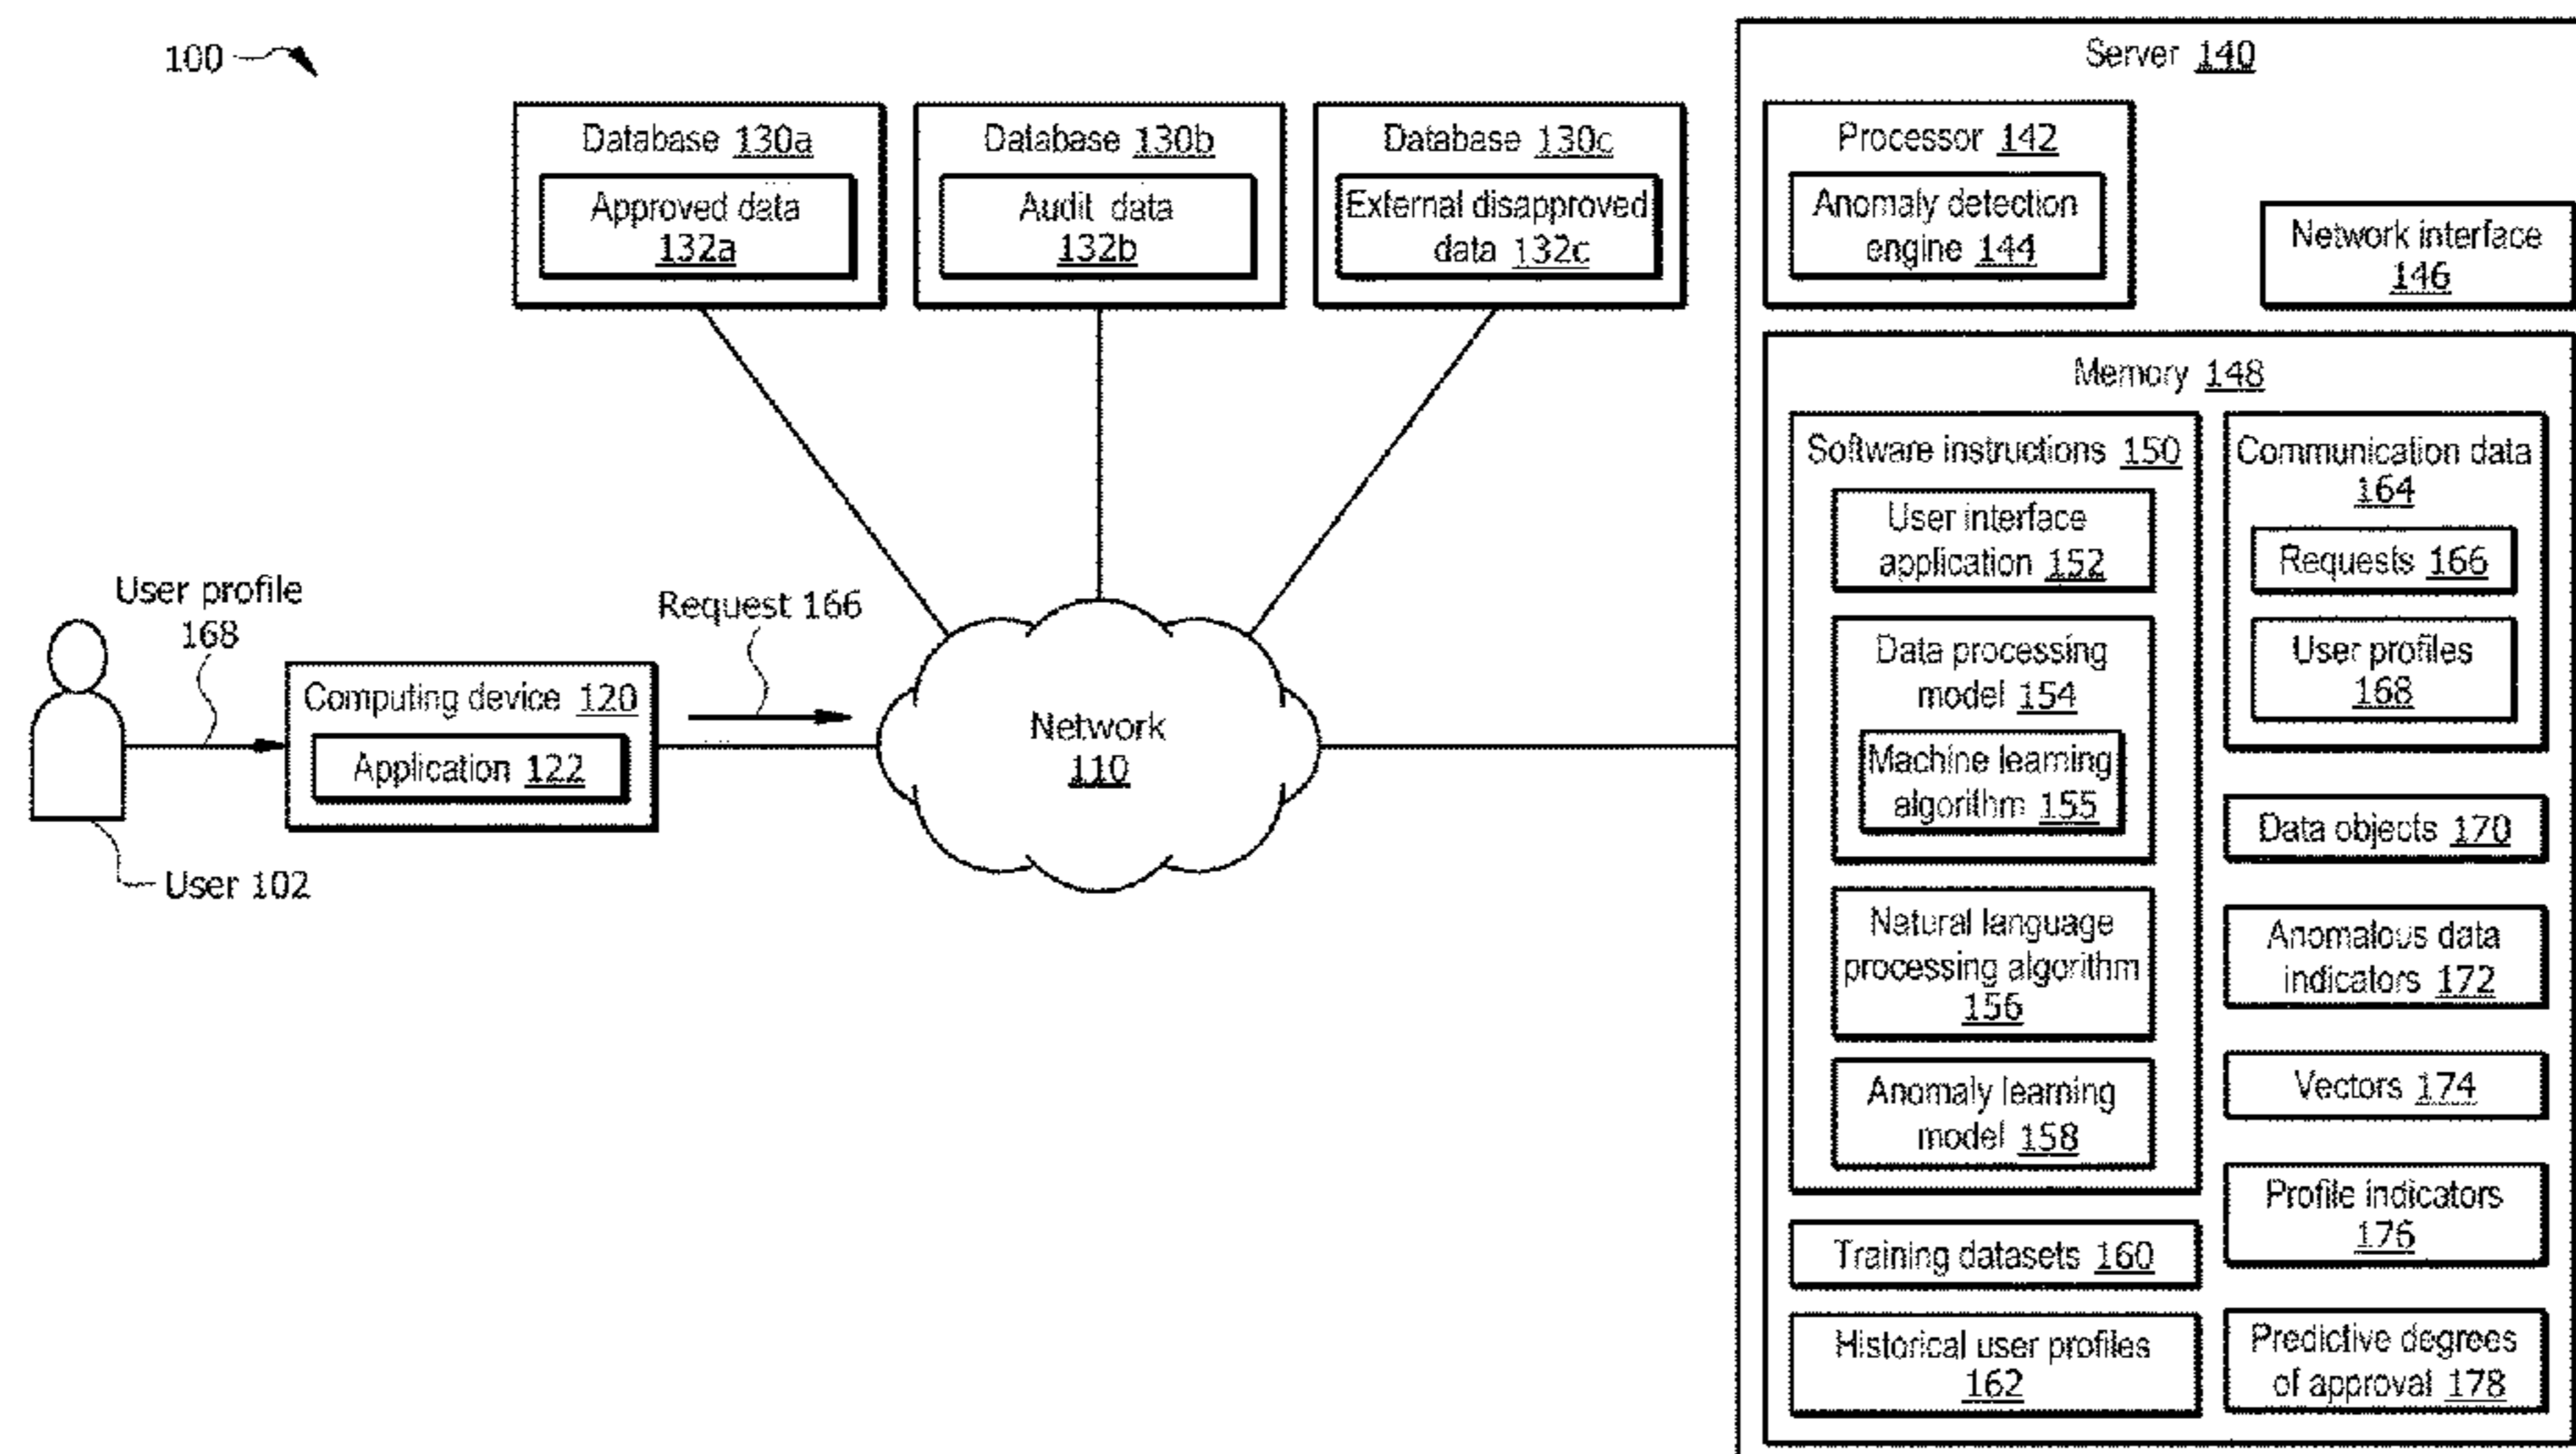 100
Server 140
Database 130a
Approved data
132a
Database 130b
Audit data
132b
Database 130c
External disapproved
data 132c
Processor 142
Anomaly detection
engine 144
Network interface
146
Memory 148
Software instructions 150
User interface
application 152
Data processing
model 154
Machine learning
algorithm 155
Natural language
processing algorithm
156
Anomaly learning
model 158
Training datasets 160
Historical user profiles
162
Communication data
164
Requests 166
User profiles
168
Data objects 170
Anomalous data
indicators 172
Vectors 174
Profile indicators
176
Predictive degrees
of approval 178
User profile
168
Computing device 120
Application 122
User 102
Request 166
Network
110